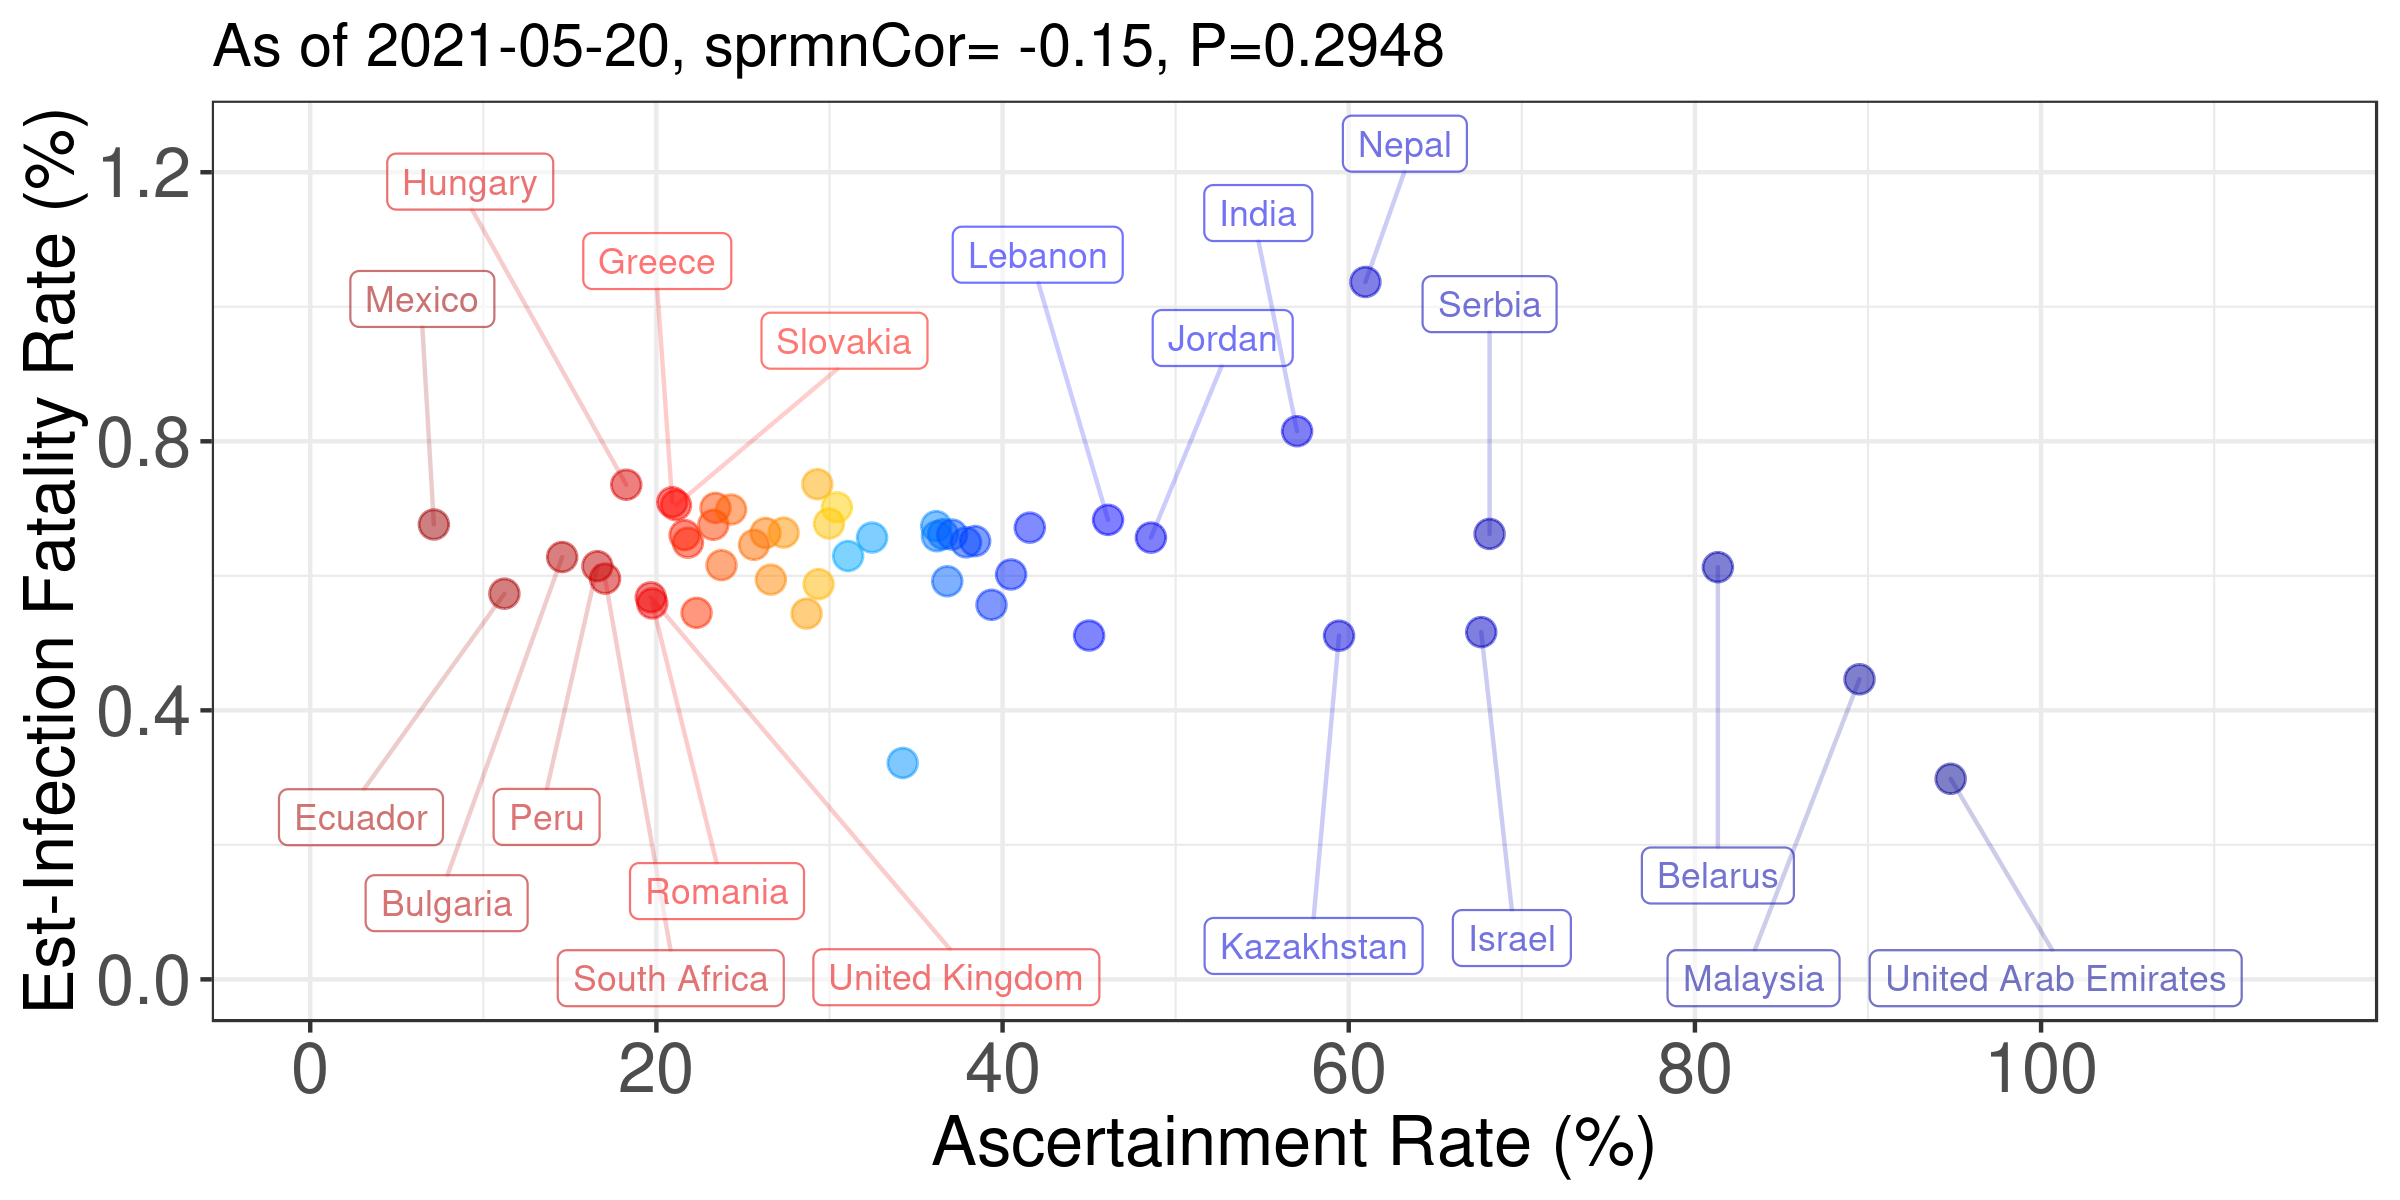 As of 2021-05-20, sprmnCor= -0.15, P=0.2948
Est-Infection Fatality Rate (%)
1.2
0.8
0.4
0.0
Nepal
Hungary
India
Lebanon
Greece
Mexico
Serbia
Jordan
Slovakia
Ecuador
Peru
Belarus
Romania
Bulgaria
Israel
Kazakhstan
South Africa
United Kingdom
Malaysia
United Arab Emirates
0
20
40
60
80
100
Ascertainment Rate (%)